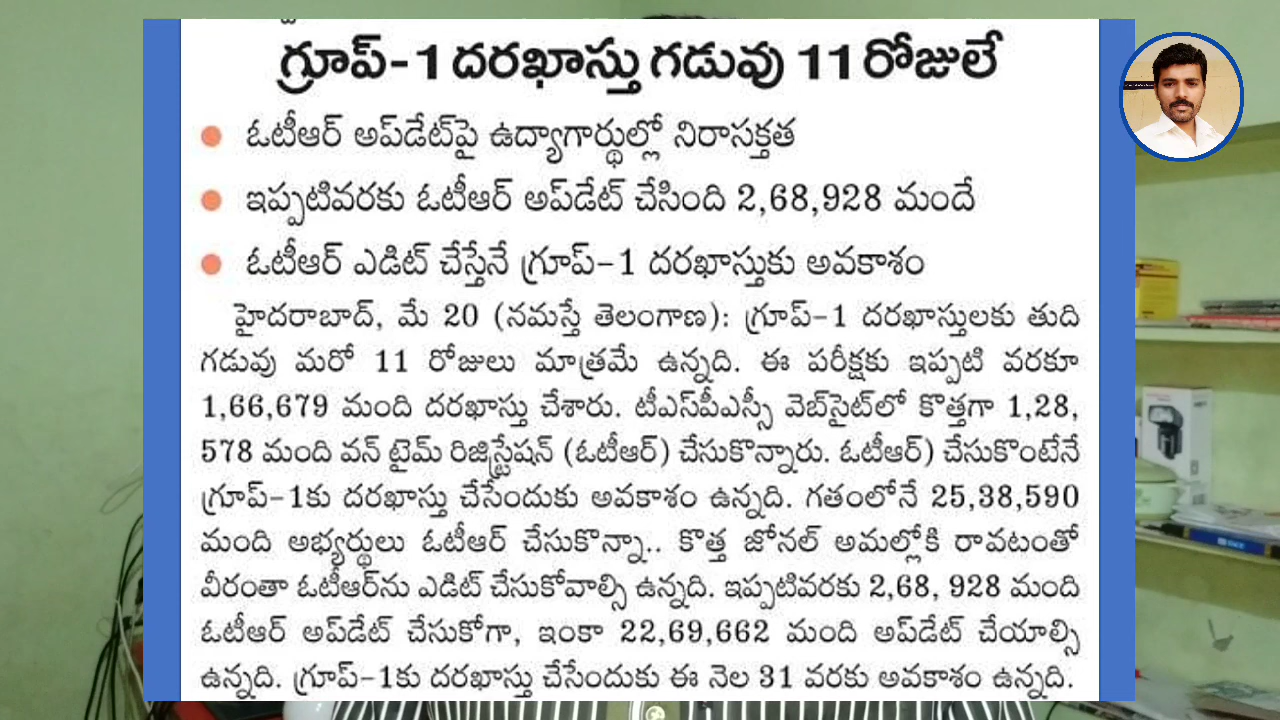 గ్రూప్-1 దరఖాస్తు గడువు 11 రోజులే
ఓటీఆర్ అప్‌డేట్‌పై ఉద్యాగార్థుల్లో నిరాసక్తత
ఇప్పటివరకు ఓటీఆర్ అప్‌డేట్ చేసింది 2,68,928 మందే
ఓటీఆర్ ఎడిట్ చేస్తేనే గ్రూప్-1 దరఖాస్తుకు అవకాశం
హైదరాబాద్, మే 20 (నమస్తే తెలంగాణ): గ్రూప్-1 దరఖాస్తులకు తుది
గడువు మరో 11 రోజులు మాత్రమే ఉన్నది. ఈ పరీక్షకు ఇప్పటి వరకూ
1,66,679 మంది దరఖాస్తు చేశారు. టీఎస్‌పీఎస్సీ వెబ్‌సైట్‌లో కొత్తగా 1,28,
578 మంది వన్ టైమ్ రిజిస్ట్రేషన్ (ఓటీఆర్) చేసుకొన్నారు. ఓటీఆర్) చేసుకొంటేనే
గ్రూప్-1కు దరఖాస్తు చేసేందుకు అవకాశం ఉన్నది. గతంలోనే 25,38,590
మంది అభ్యర్థులు ఓటీఆర్ చేసుకొన్నా.. కొత్త జోనల్ అమల్లోకి రావటంతో
వీరంతా ఓటీఆర్‌ను ఎడిట్ చేసుకోవాల్సి ఉన్నది. ఇప్పటివరకు 2,68, 928 మంది
ఓటీఆర్ అప్‌డేట్ చేసుకోగా, ఇంకా 22,69,662 మంది అప్‌డేట్ చేయాల్సి
ఉన్నది. గ్రూప్-1కు దరఖాస్తు చేసేందుకు ఈ నెల 31 వరకు అవకాశం ఉన్నది.